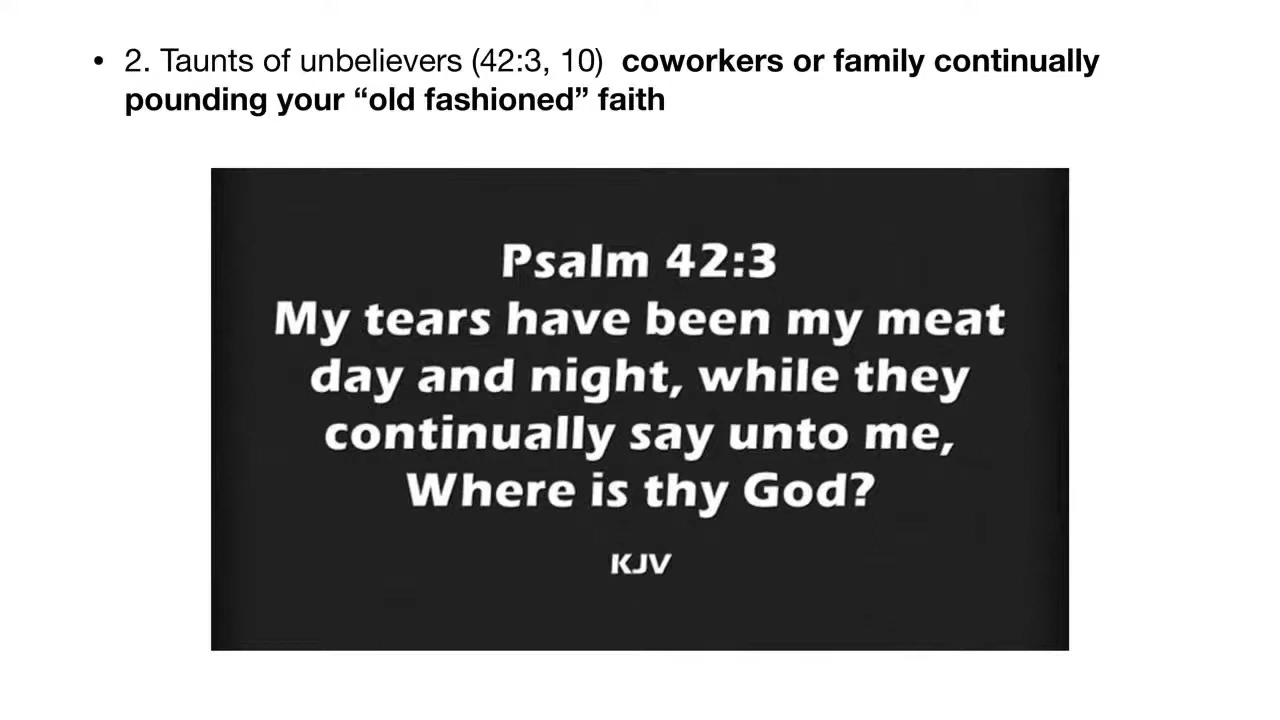 • 2. Taunts of unbelievers (42:3, 10) coworkers or family continually
pounding your “old fashioned” faith
Psalm 42:3
My tears have been my meat
day and night, while they
continually say unto me,
Where is thy God?
KJV